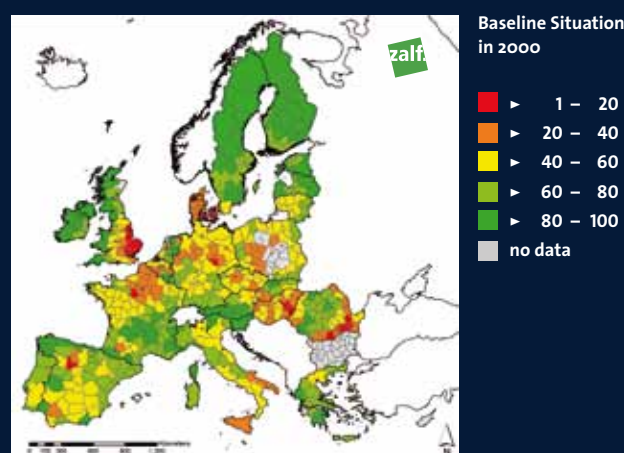 zalf.
Baseline Situation
in 2000
► 1 – 20
► 20 – 40
► 40 – 60
► 60 – 80
► 80 – 100
no data